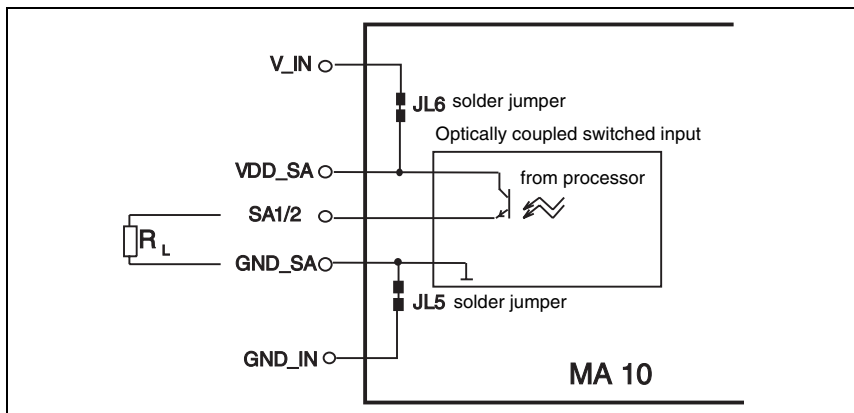 V_IN
JL6 solder jumper
Optically coupled switched input
VDD_SA
from processor
SA1/2
R L
GND_SA
JL5 solder jumper
GND_IN
MA 10